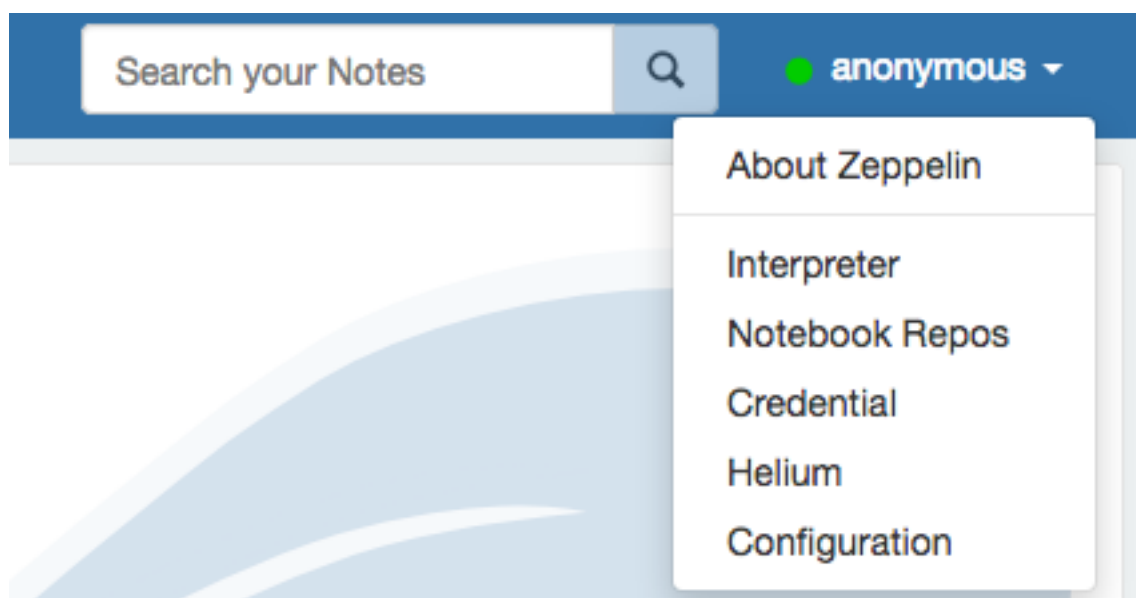 Search your Notes
anonymous
About Zeppelin
Interpreter
Notebook Repos
Credential
Helium
Configuration